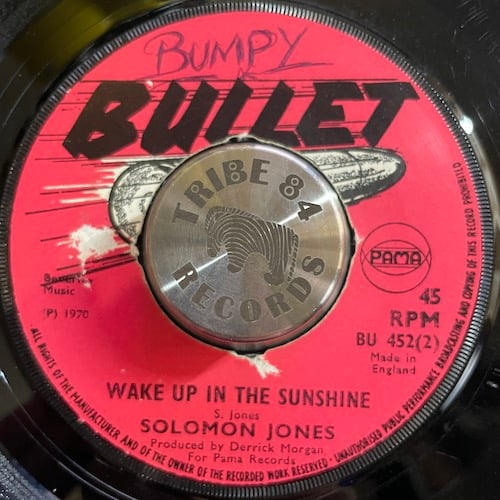 BUMPY
BULLET
TRIBE 84
RECORDS
PAMA
Music
(P) 1970
45
RPM
BU 452(2)
Made in
England
WAKE UP IN THE SUNSHINE
S. Jones
SOLOMON JONES
Produced by Derrick Morgan
For Pama Records
ALL RIGHTS OF THE MANUFACTURER AND OF THE OWNER OF THE RECORDED WORK RESERVED · UNAUTHORISED PUBLIC PERFORMANCE BROADCASTING AND COPYING OF THIS RECORD PROHIBITED